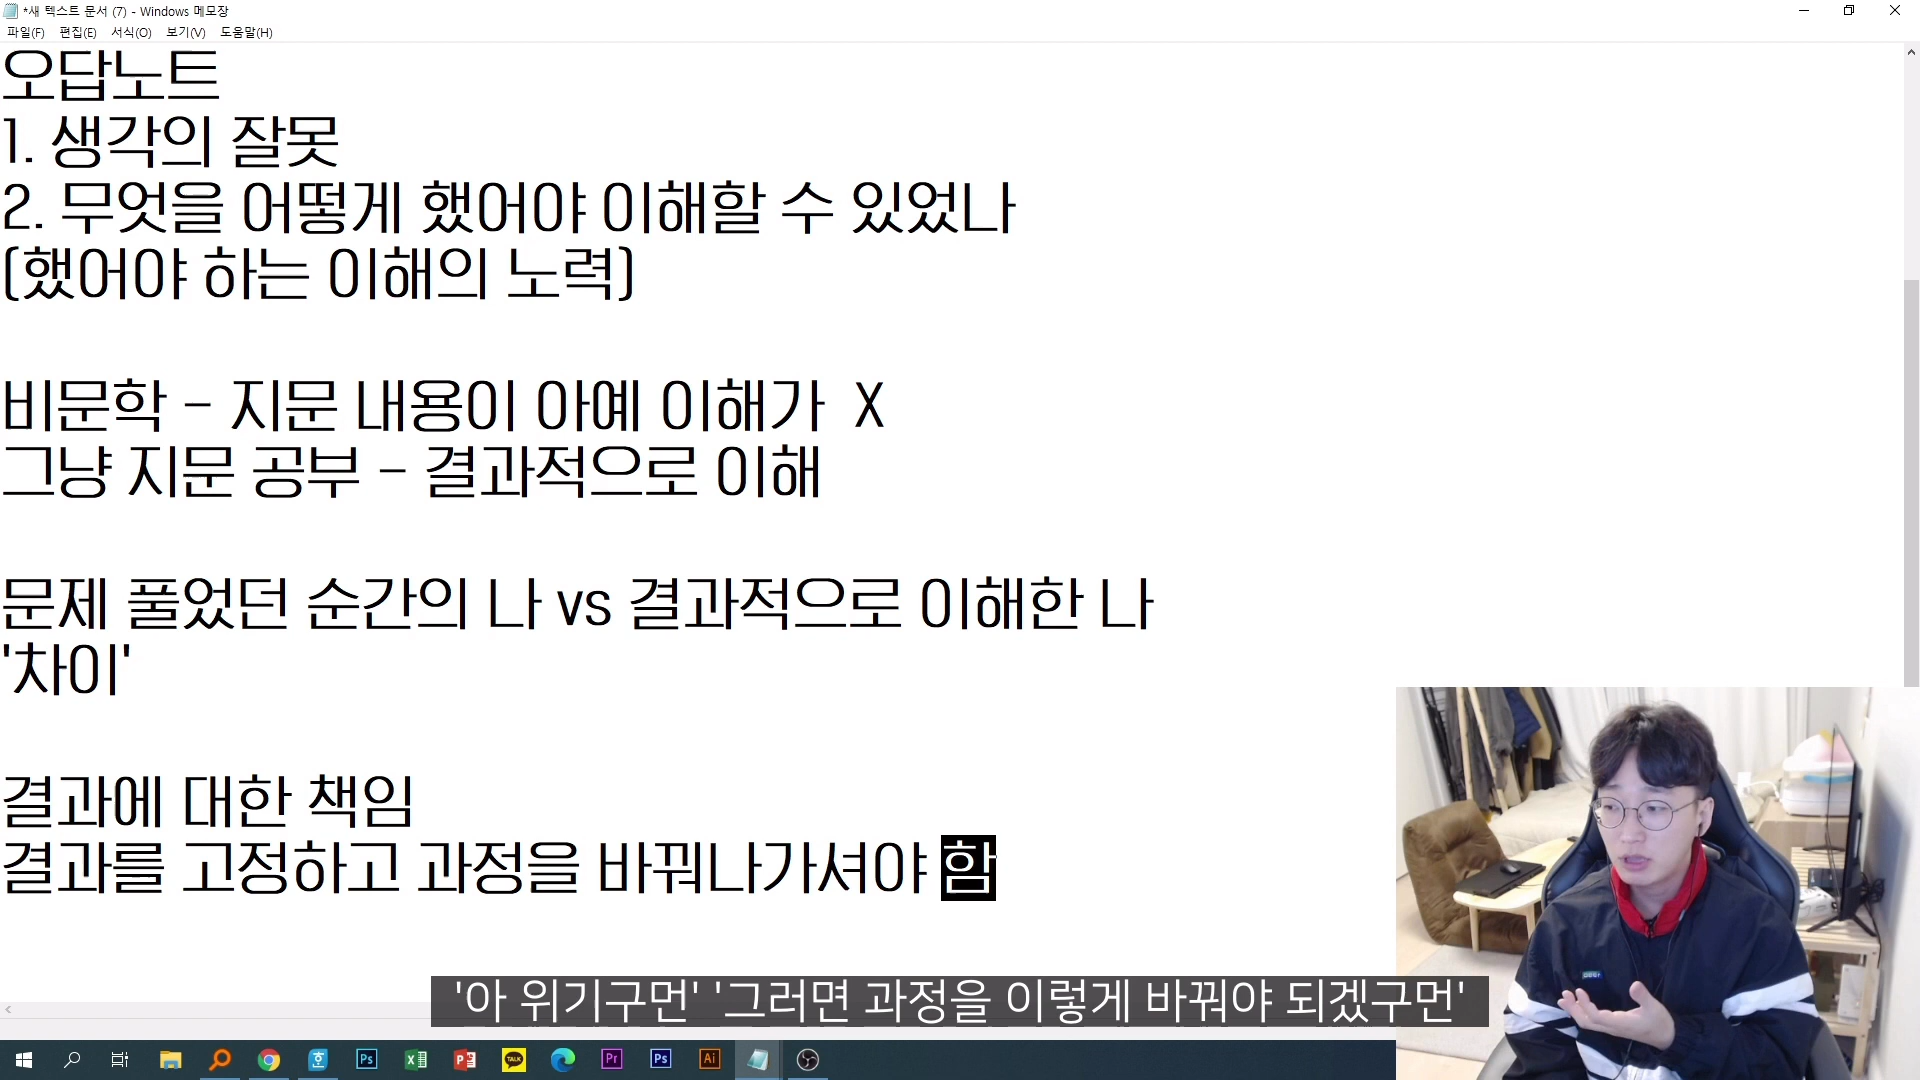 *새 텍스트 문서 (7) - Windows 메모장
파일(F) 편집(E) 서식(O) 보기(V) 도움말(H)
오답노트
1. 생각의 잘못
2. 무엇을 어떻게 했어야 이해할 수 있었나
(했어야 하는 이해의 노력)
비문학 - 지문 내용이 아예 이해가 X
그냥 지문 공부 - 결과적으로 이해
문제 풀었던 순간의 나 vs 결과적으로 이해한 나
'차이'
결과에 대한 책임
결과를 고정하고 과정을 바꿔나가셔야 함
'아 위기구먼' '그러면 과정을 이렇게 바꿔야 되겠구먼'
호 Ps X P TALK Pr Ps Ai